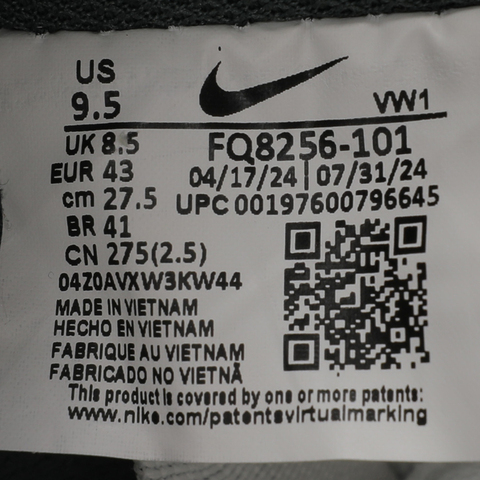 US
9.5
VW1
UK 8.5
FQ8256-101
EUR 43
04/17/24 | 07/31/24
cm 27.5
UPC 00197600796645
BR 41
CN 275(2.5)
04Z0AVXW3KW44
MADE IN VIETNAM
HECHO EN VIETNAM
FABRIQUE AU VIETNAM
FABRICADO NO VIETNÃ
This product is covered by one or more patents:
www.nike.com/patentsvirtualmarking